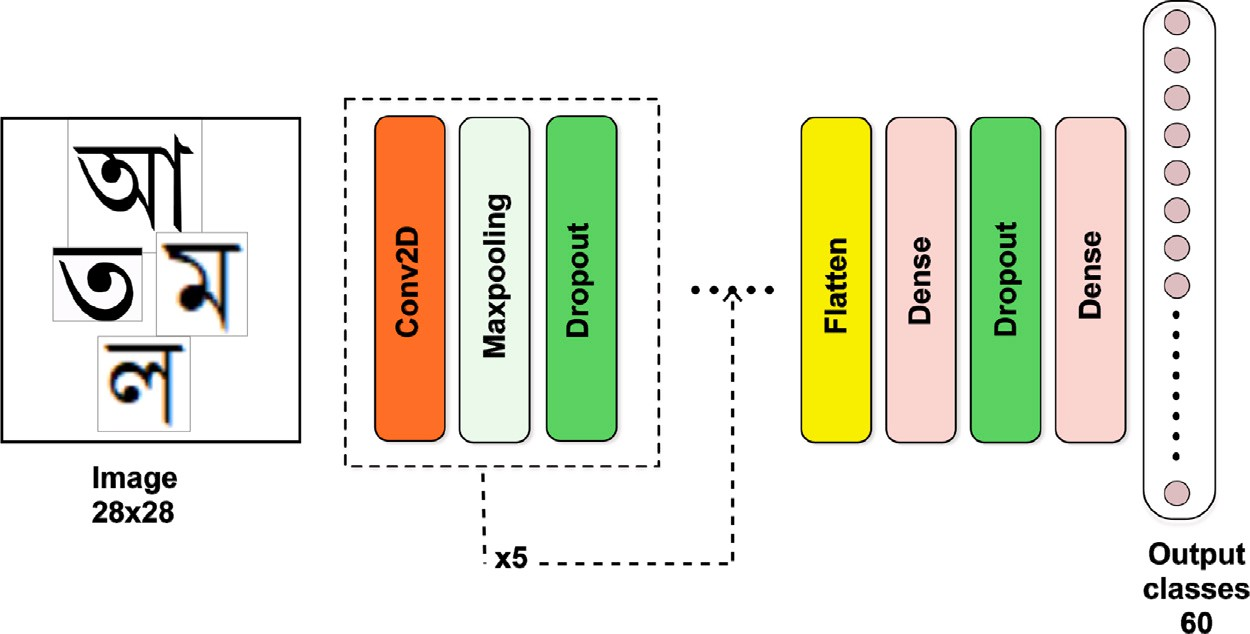 আ
ত
ম
ল
Image
28x28
Conv2D
Maxpooling
Dropout
x5
Flatten
Dense
Dropout
Dense
Output
classes
60